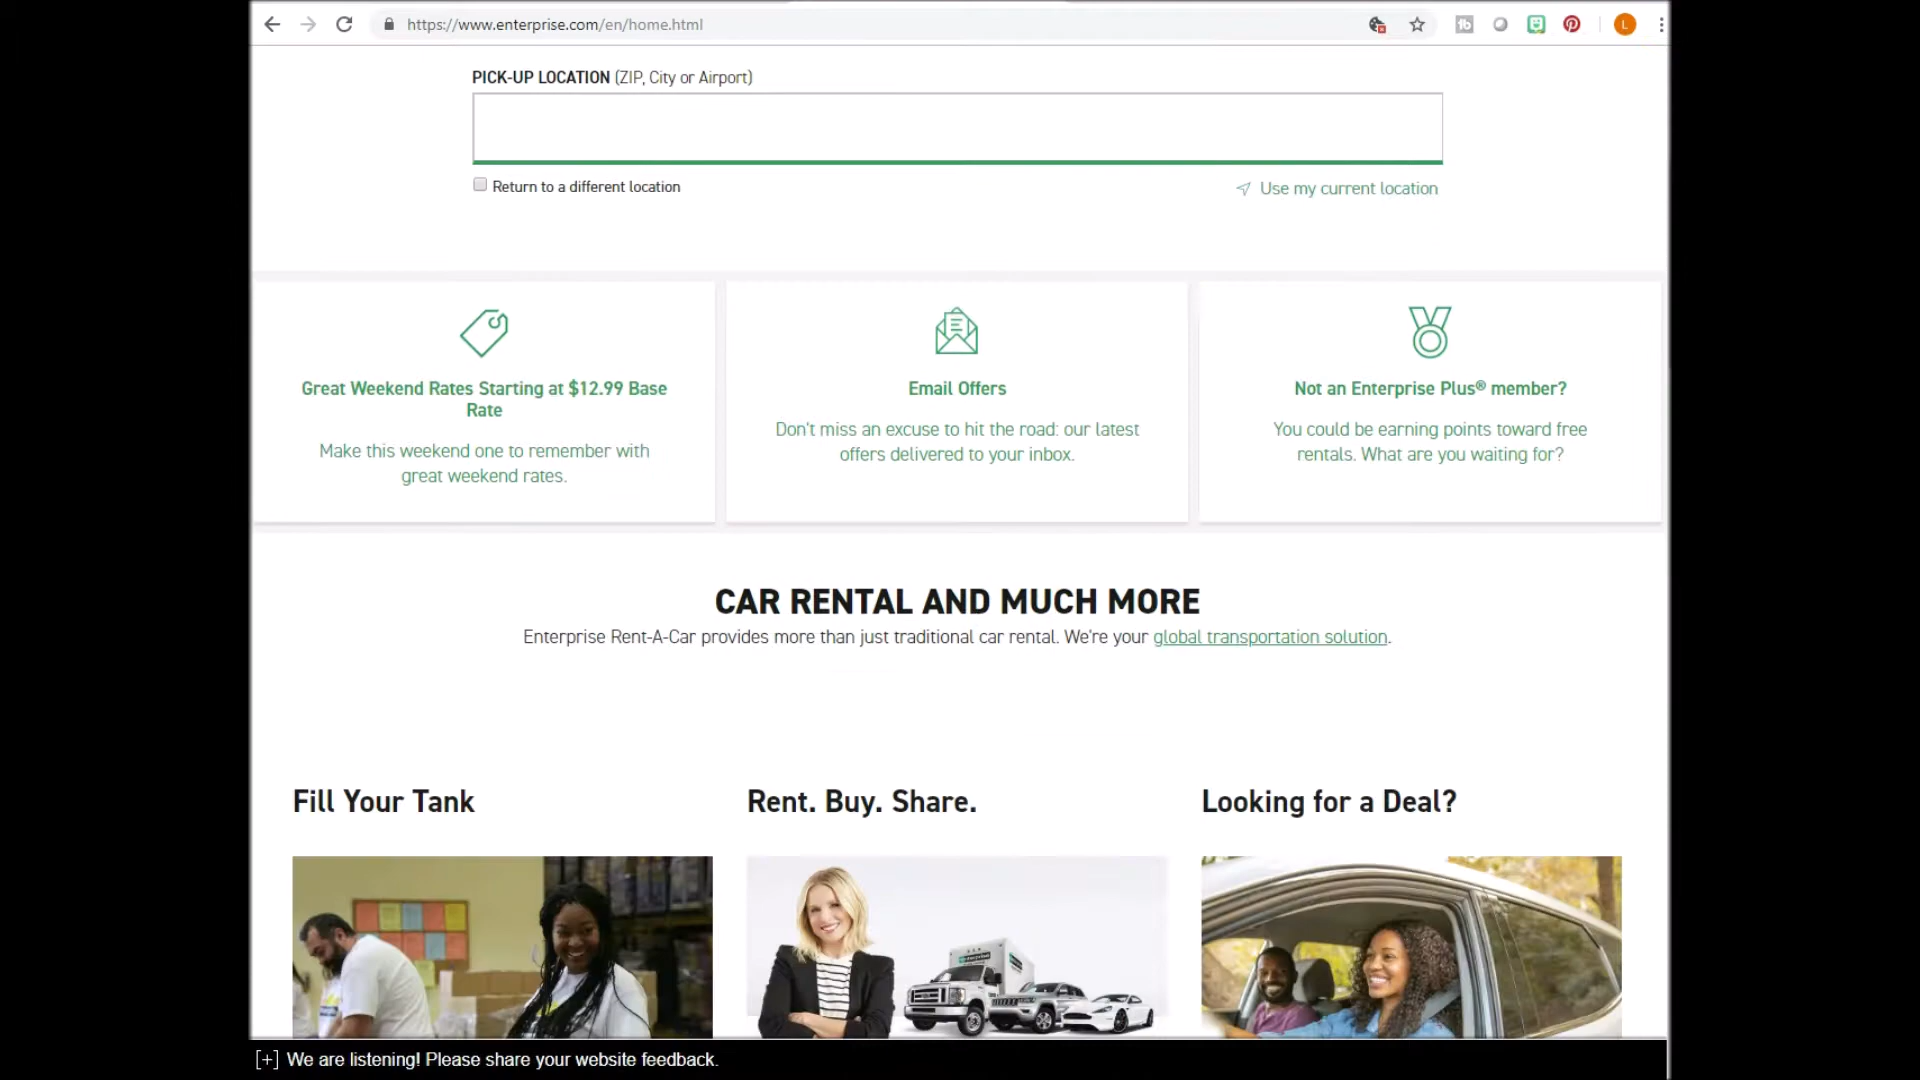 https://www.enterprise.com/en/home.html
L
PICK-UP LOCATION (ZIP, City or Airport)
Return to a different location
Use my current location
Great Weekend Rates Starting at $12.99 Base
Rate
Make this weekend one to remember with
great weekend rates.
Email Offers
Don't miss an excuse to hit the road: our latest
offers delivered to your inbox.
Not an Enterprise Plus® member?
You could be earning points toward free
rentals. What are you waiting for?
CAR RENTAL AND MUCH MORE
Enterprise Rent-A-Car provides more than just traditional car rental. We're your global transportation solution.
Fill Your Tank
Rent. Buy. Share.
Looking for a Deal?
[+] We are listening! Please share your website feedback.